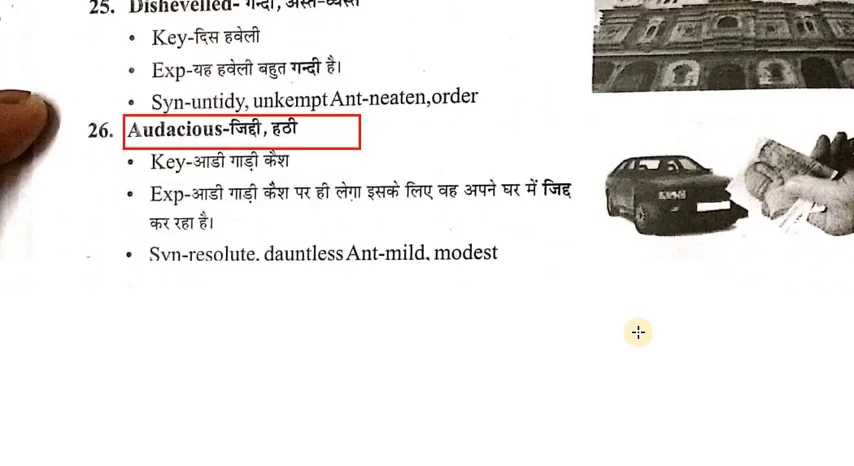 25. Dishevelled- गन्दी, अस्त-व्यस्त
• Key-दिस हवेली
• Exp-यह हवेली बहुत गन्दी है।
• Syn-untidy, unkempt Ant-neaten,order
26. Audacious-जिद्दी, हठी
• Key-आडी गाड़ी कैश
• Exp-आडी गाड़ी कैश पर ही लेगा इसके लिए वह अपने घर में जिद्द
कर रहा है।
• Syn-resolute, dauntless Ant-mild, modest